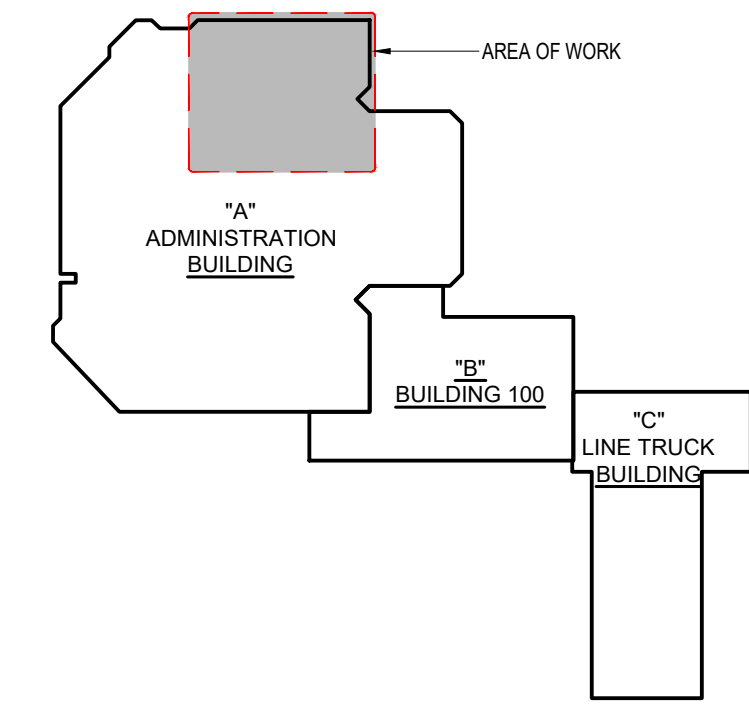 AREA OF WORK
"A"
ADMINISTRATION
BUILDING
"B"
BUILDING 100
"C"
LINE TRUCK
BUILDING